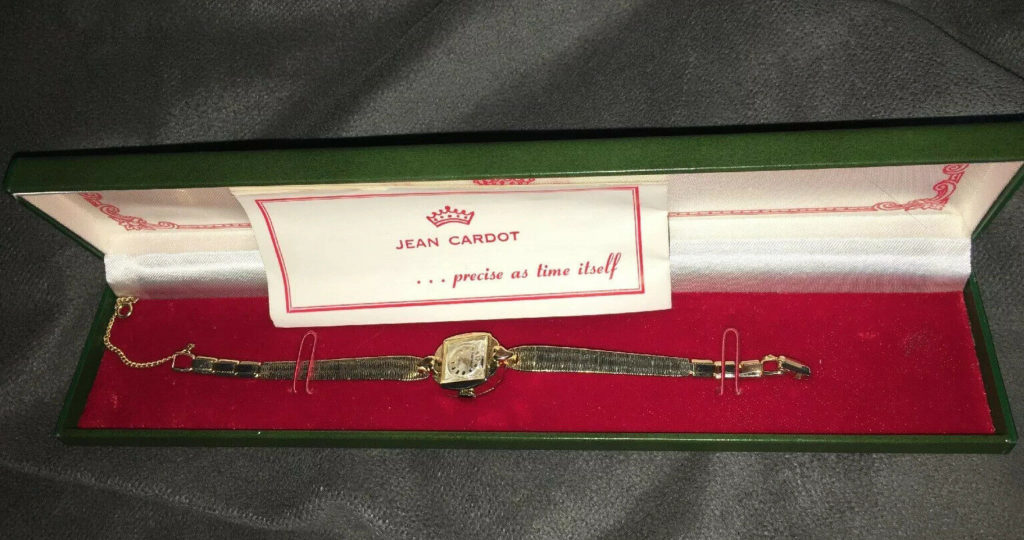 JEAN CARDOT
... precise as time itself